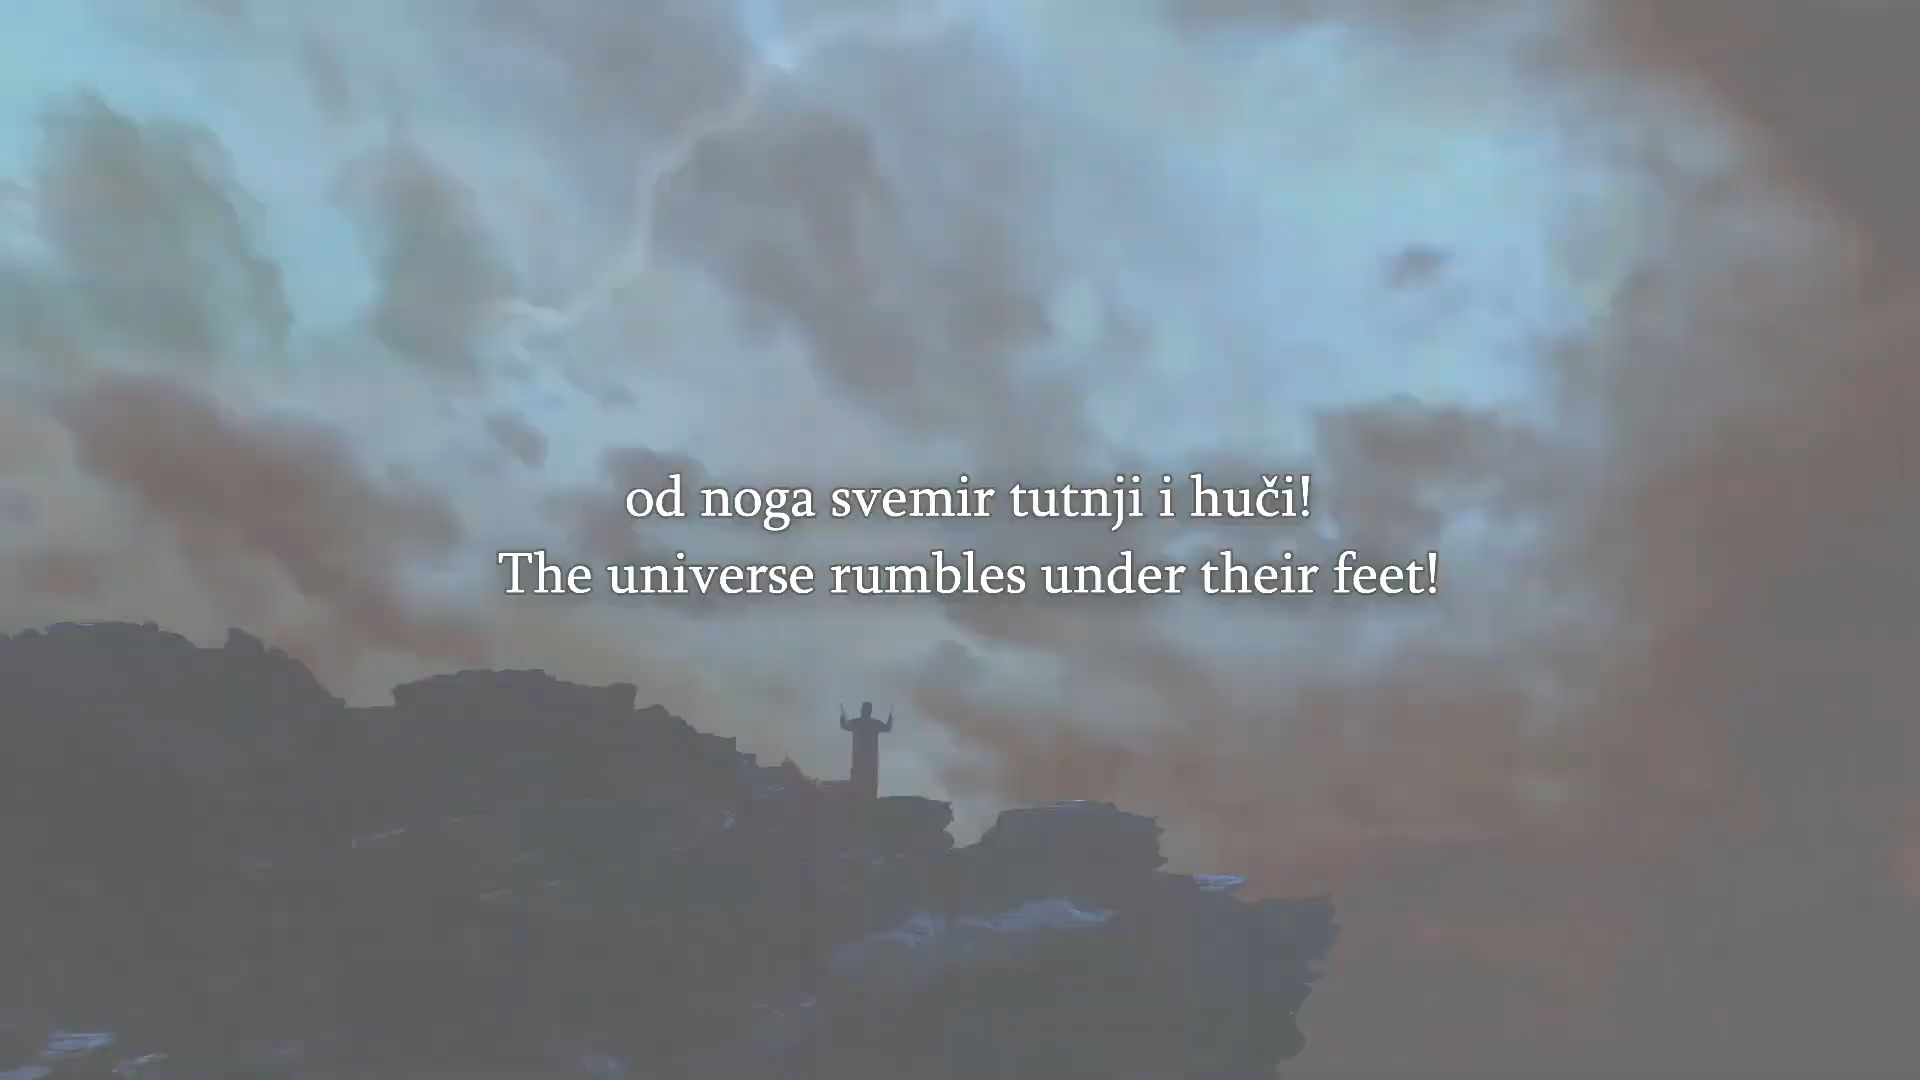 od noga svemir tutnji i huči!
The universe rumbles under their feet!